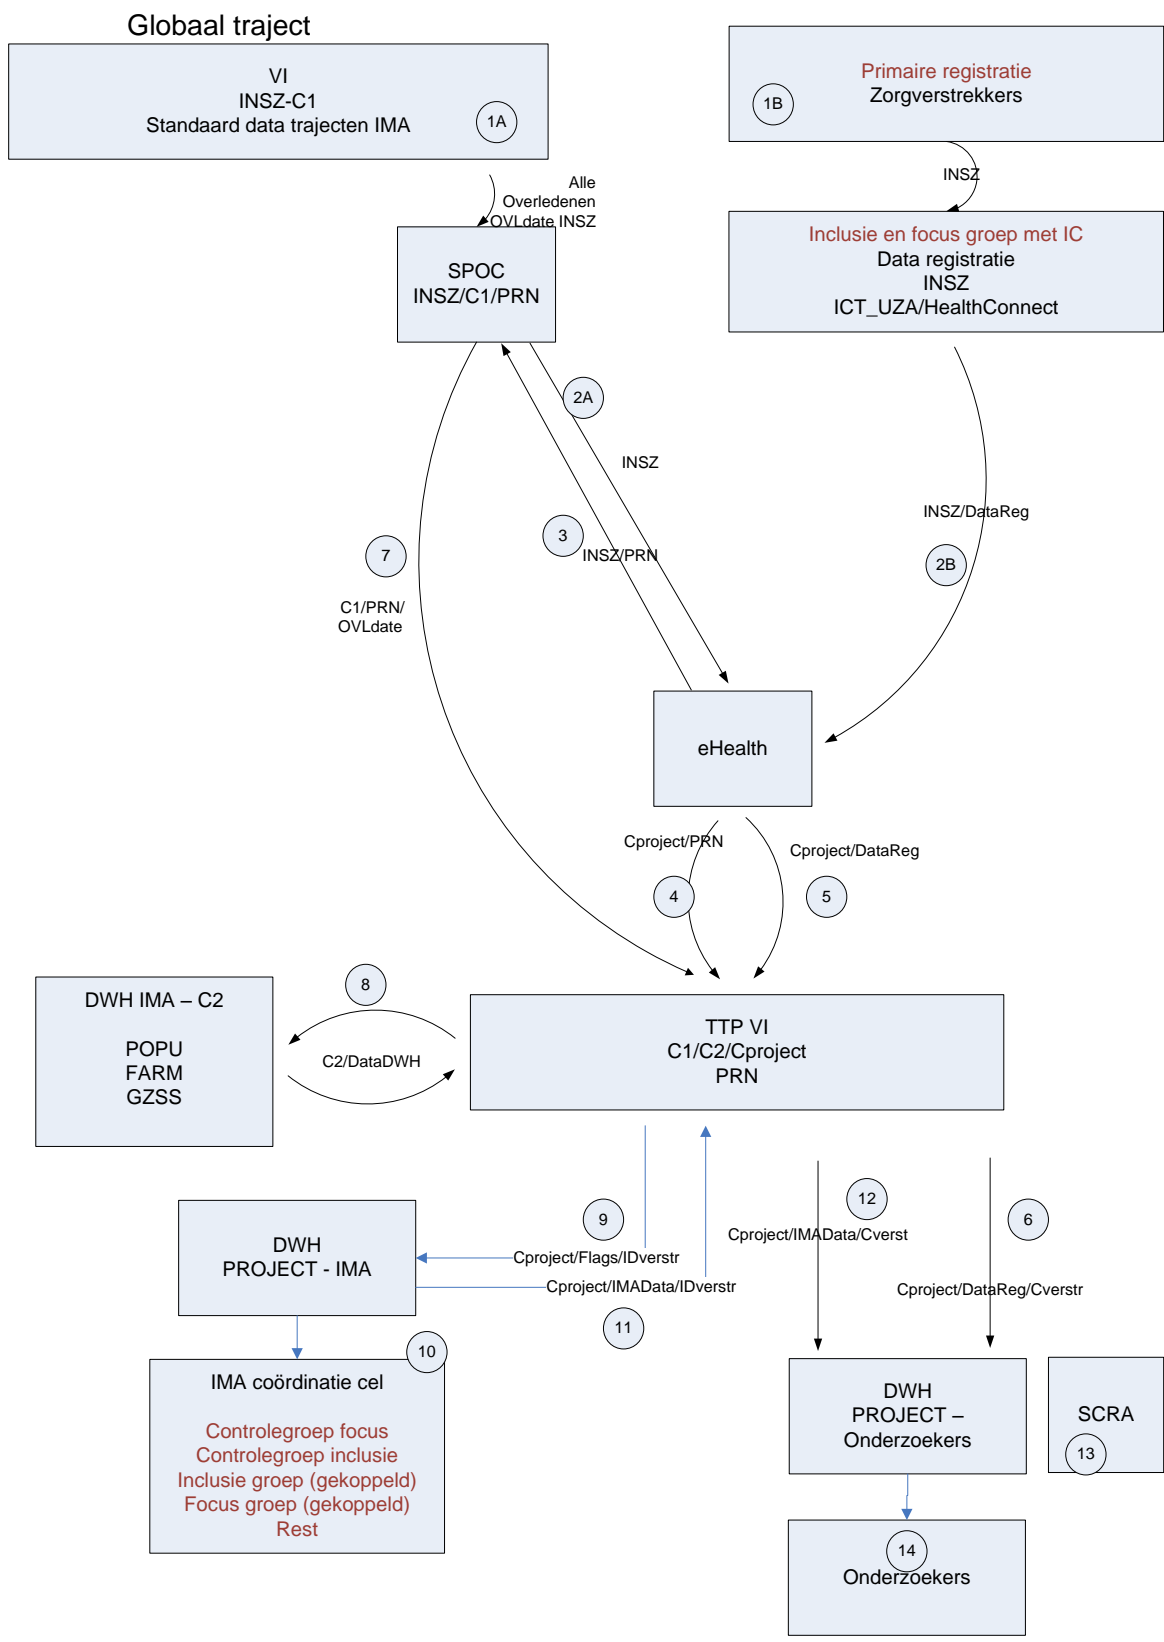 Globaal traject
VI
INSZ-C1
Standaard data trajecten IMA
1A
Primaire registratie
Zorgverstrekkers
1B
INSZ
Alle
Overledenen
OVLdate INSZ
Inclusie en focus groep met IC
Data registratie
INSZ
ICT_UZA/HealthConnect
SPOC
INSZ/C1/PRN
2A
INSZ
3
INSZ/PRN
7
C1/PRN/
OVLdate
INSZ/DataReg
2B
eHealth
Cproject/PRN
4
Cproject/DataReg
5
DWH IMA – C2
POPU
FARM
GZSS
8
C2/DataDWH
TTP VI
C1/C2/Cproject
PRN
DWH
PROJECT - IMA
9
Cproject/Flags/IDverstr
Cproject/IMAData/IDverstr
11
12
Cproject/IMAData/Cverst
6
Cproject/DataReg/Cverstr
10
IMA coördinatie cel
Controlegroep focus
Controlegroep inclusie
Inclusie groep (gekoppeld)
Focus groep (gekoppeld)
Rest
DWH
PROJECT –
Onderzoekers
SCRA
13
14
Onderzoekers